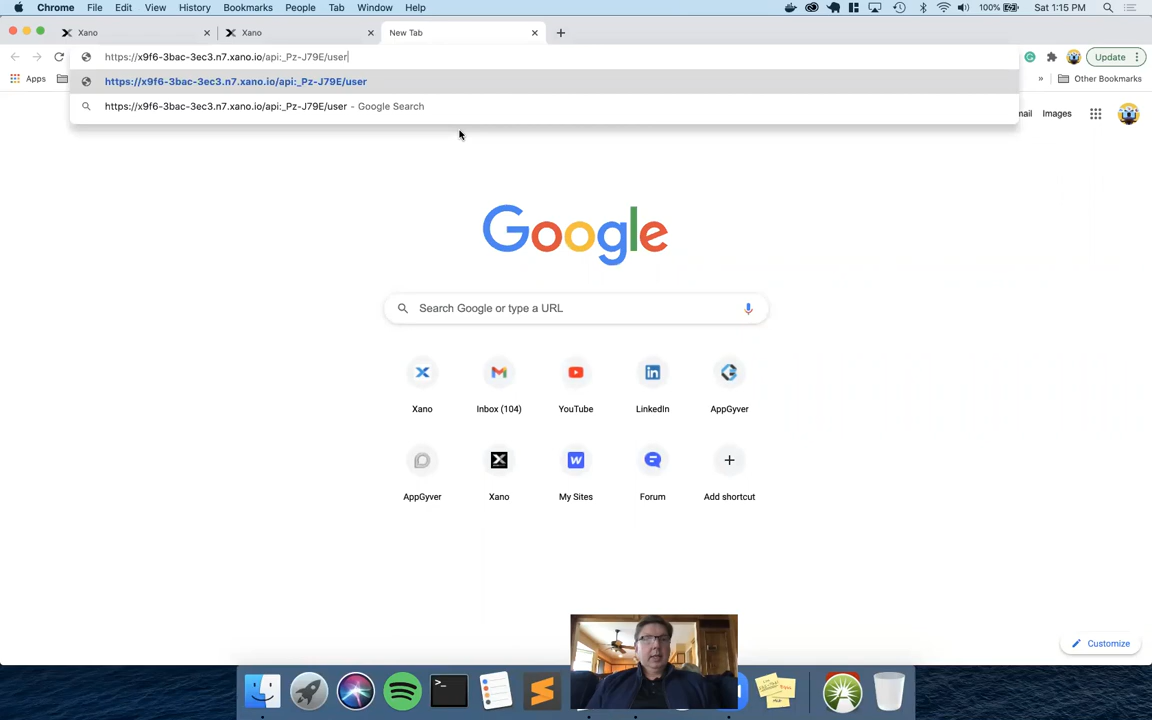 Chrome File Edit View History Bookmarks People Tab Window Help 100% Sat 1:15 PM
Xano Xano New Tab
https://x9f6-3bac-3ec3.n7.xano.io/api:_Pz-J79E/user Update
Apps https://x9f6-3bac-3ec3.n7.xano.io/api:_Pz-J79E/user » Other Bookmarks
https://x9f6-3bac-3ec3.n7.xano.io/api:_Pz-J79E/user - Google Search
mail Images
Google
Search Google or type a URL
Xano Inbox (104) YouTube LinkedIn AppGyver
AppGyver Xano My Sites Forum Add shortcut
Customize